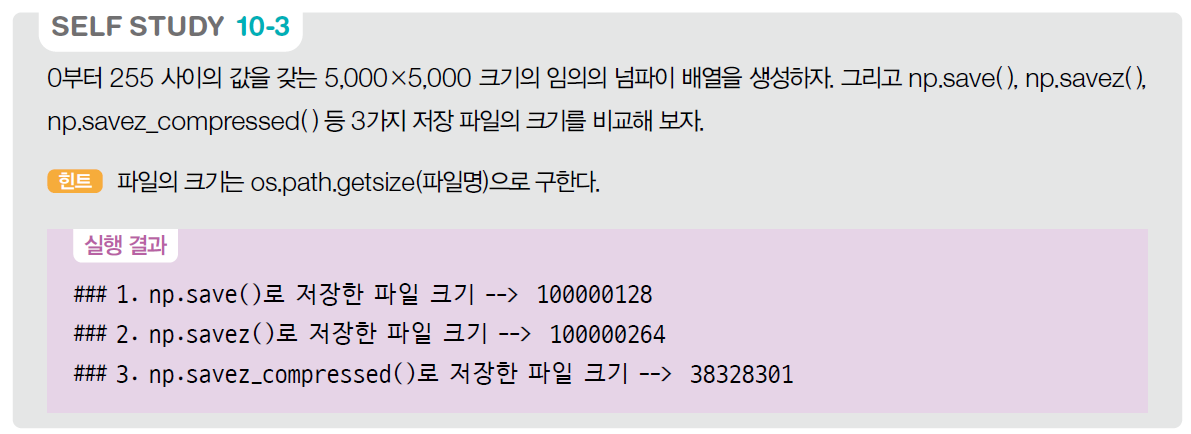 SELF STUDY 10-3
0부터 255 사이의 값을 갖는 5,000×5,000 크기의 임의의 넘파이 배열을 생성하자. 그리고 np.save( ), np.savez( ),
np.savez_compressed( ) 등 3가지 저장 파일의 크기를 비교해 보자.
힌트 파일의 크기는 os.path.getsize(파일명)으로 구한다.
실행 결과
### 1. np.save()로 저장한 파일 크기 --> 100000128
### 2. np.savez()로 저장한 파일 크기 --> 100000264
### 3. np.savez_compressed()로 저장한 파일 크기 --> 38328301